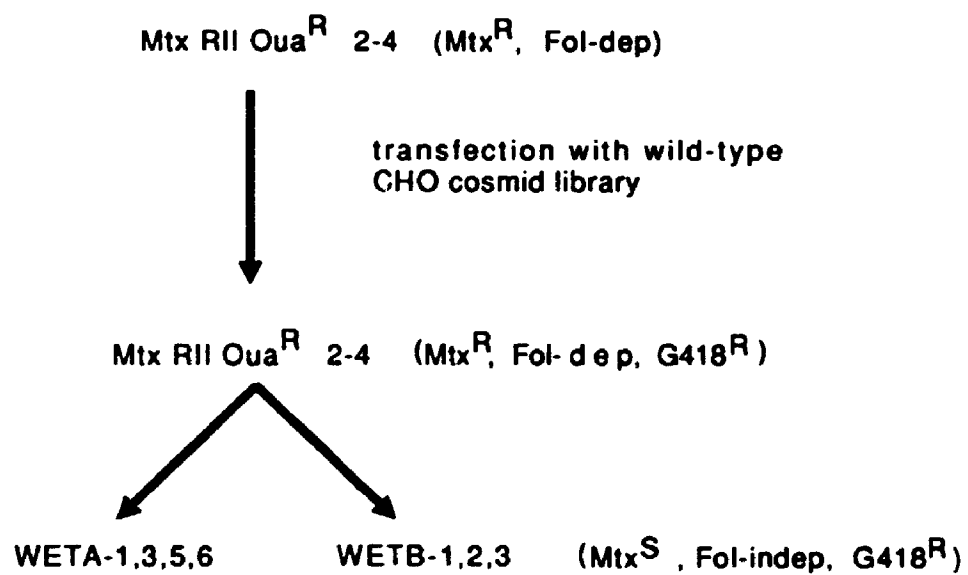 Mtx RII Oua^R 2-4 (Mtx^R, Fol-dep)
transfection with wild-type
CHO cosmid library
Mtx RII Oua^R 2-4 (Mtx^R, Fol-dep, G418^R)
WETA-1,3,5,6 WETB-1,2,3 (Mtx^S , Fol-indep, G418^R)